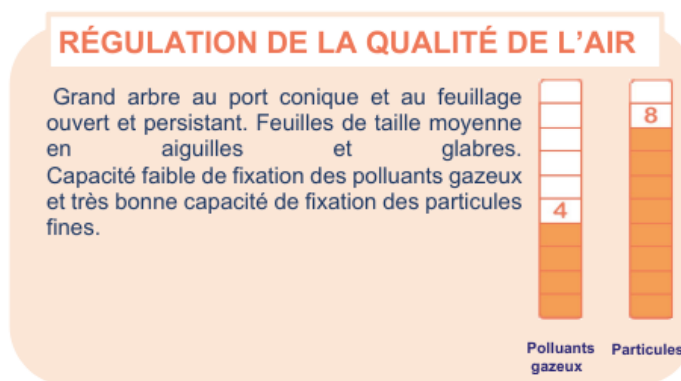 RÉGULATION DE LA QUALITÉ DE L'AIR
Grand arbre au port conique et au feuillage
ouvert et persistant. Feuilles de taille moyenne
en aiguilles et glabres.
Capacité faible de fixation des polluants gazeux
et très bonne capacité de fixation des particules
fines.
4
8
Polluants
gazeux
Particules